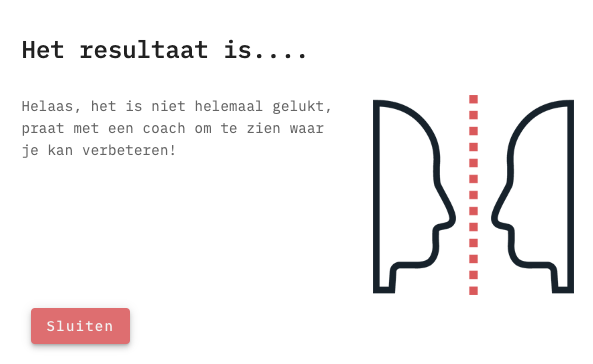 Het resultaat is....
Helaas, het is niet helemaal gelukt,
praat met een coach om te zien waar
je kan verbeteren!
Sluiten